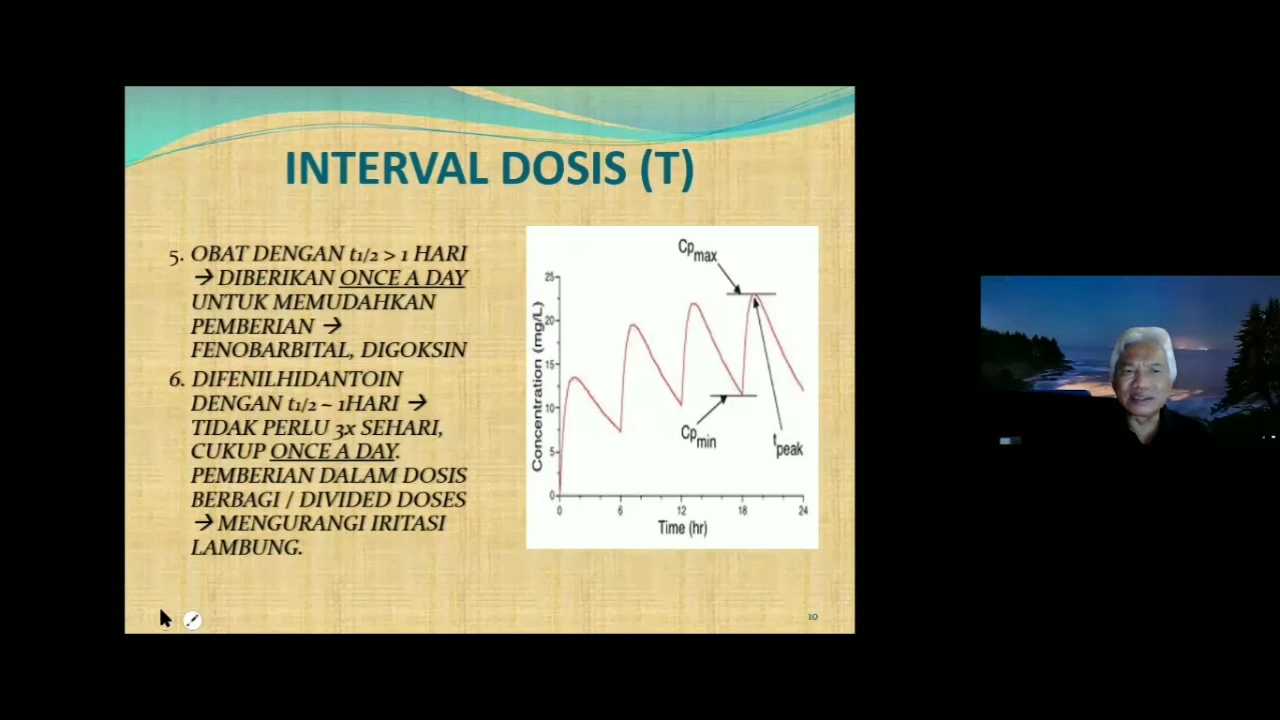 INTERVAL DOSIS (T)
5. OBAT DENGAN t1/2 > 1 HARI
→ DIBERIKAN ONCE A DAY
UNTUK MEMUDAHKAN
PEMBERIAN →
FENOBARBITAL, DIGOKSIN
6. DIFENILHIDANTOIN
DENGAN t1/2 ~ 1HARI →
TIDAK PERLU 3x SEHARI,
CUKUP ONCE A DAY.
PEMBERIAN DALAM DOSIS
BERBAGI / DIVIDED DOSES
→ MENGURANGI IRITASI
LAMBUNG.
Cpmax
25
20
15
10
5
0
Concentration (mg/L)
Cpmin
tpeak
0 6 12 18 24
Time (hr)
10